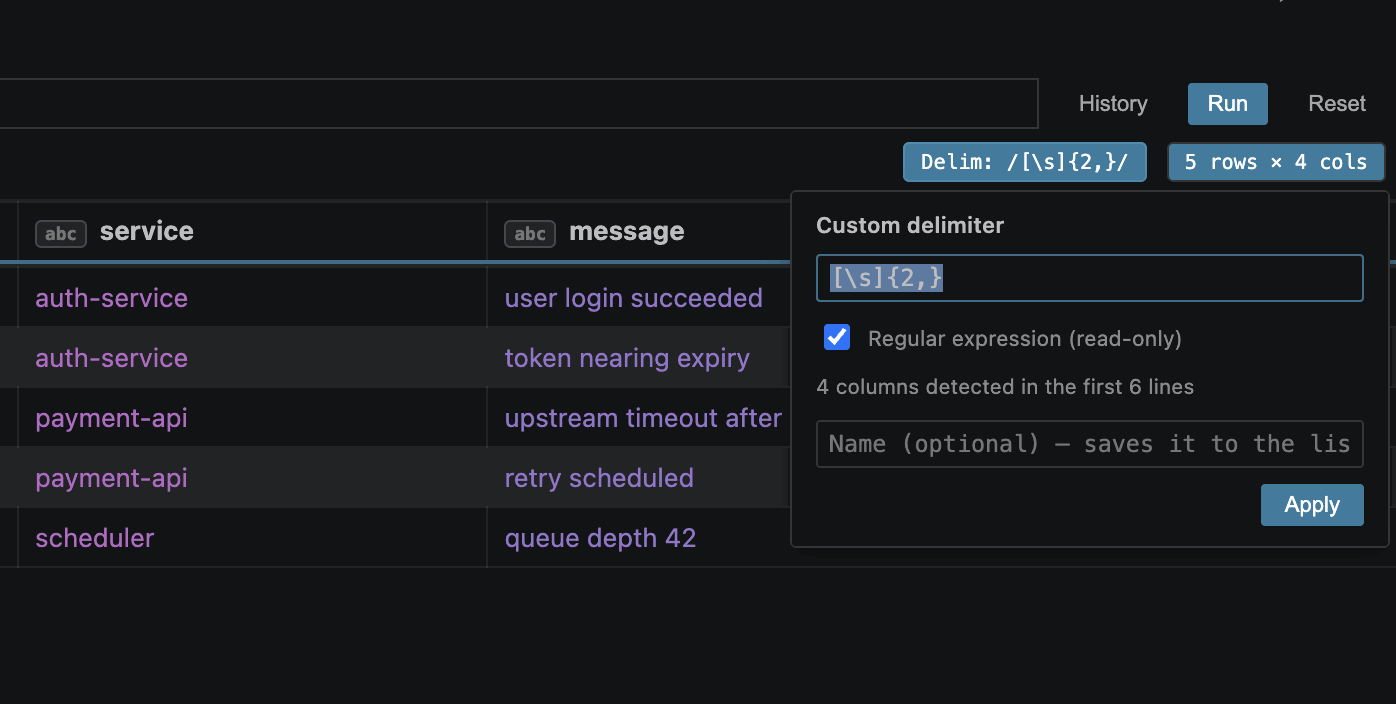 History Run Reset
Delim: /[\s]{2,}/ 5 rows × 4 cols
abc service abc message
Custom delimiter
[\s]{2,}
auth-service user login succeeded
Regular expression (read-only)
auth-service token nearing expiry
4 columns detected in the first 6 lines
payment-api upstream timeout after
Name (optional) — saves it to the lis
payment-api retry scheduled
Apply
scheduler queue depth 42